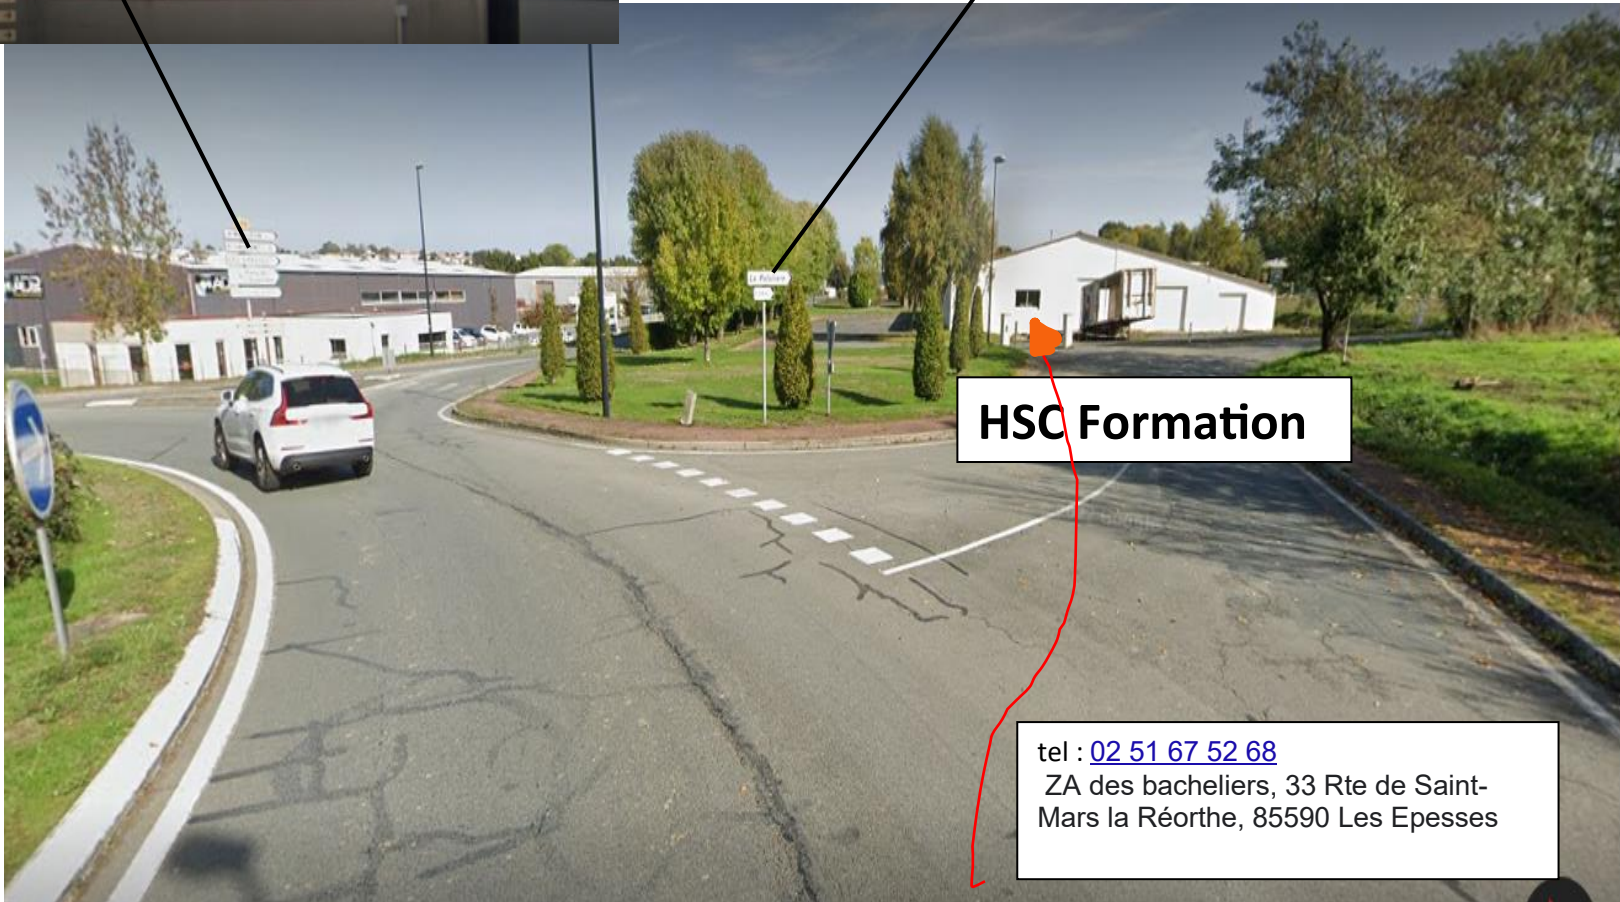 HSC Formation
tel : 02 51 67 52 68
ZA des bacheliers, 33 Rte de Saint-
Mars la Réorthe, 85590 Les Epesses